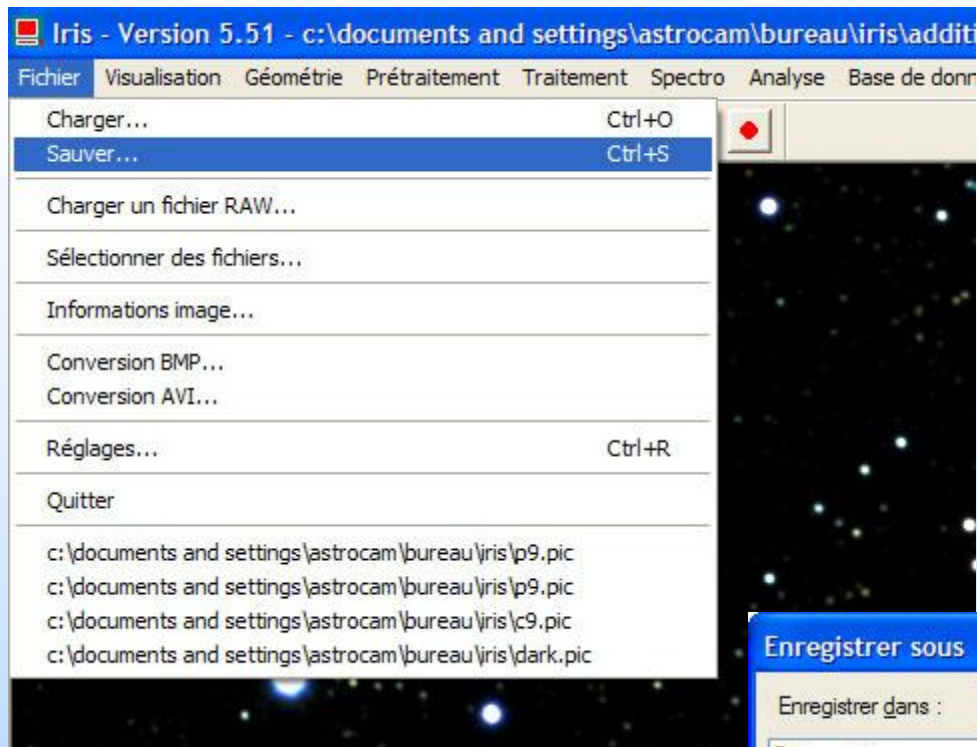 Iris - Version 5.51 - c:\documents and settings\astrocam\bureau\iris\additi
Fichier Visualisation Géométrie Prétraitement Traitement Spectro Analyse Base de donn
Charger... Ctrl+O
Sauver... Ctrl+S
Charger un fichier RAW...
Sélectionner des fichiers...
Informations image...
Conversion BMP...
Conversion AVI...
Réglages... Ctrl+R
Quitter
c:\documents and settings\astrocam\bureau\iris\p9.pic
c:\documents and settings\astrocam\bureau\iris\p9.pic
c:\documents and settings\astrocam\bureau\iris\c9.pic
c:\documents and settings\astrocam\bureau\iris\dark.pic
Enregistrer sous
Enregistrer dans :